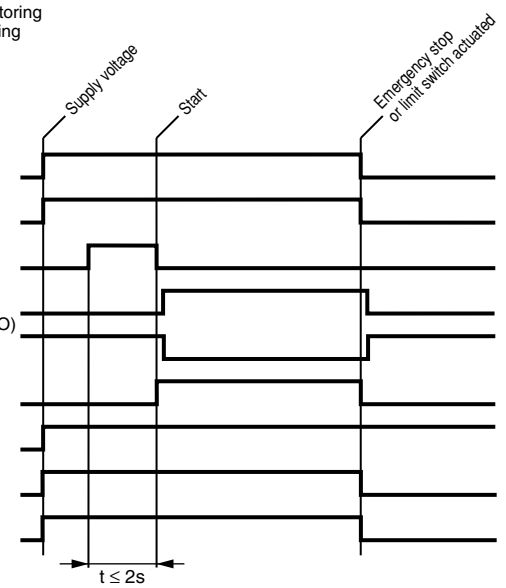 toring
ing
Supply voltage
Start
Emergency stop
or limit switch actuated
O)
t ≤ 2s